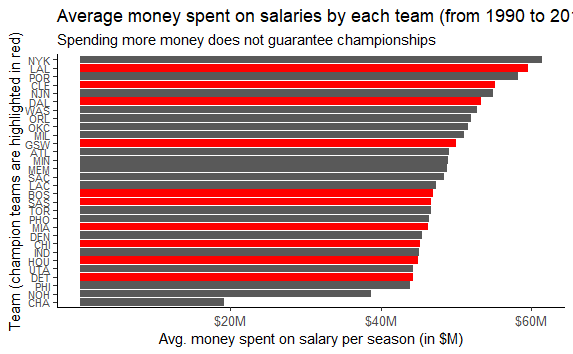 Average money spent on salaries by each team (from 1990 to 201
Spending more money does not guarantee championships
Team (champion teams are highlighted in red)
NYK
LAL
POR
CLE
NJN
DAL
WAS
ORL
OKC
MIL
GSW
ATL
MIN
MEM
SAC
LAC
BOS
SAS
TOR
PHO
MIA
DEN
CHI
IND
HOU
UTA
DET
PHI
NOH
CHA
$20M
$40M
$60M
Avg. money spent on salary per season (in $M)